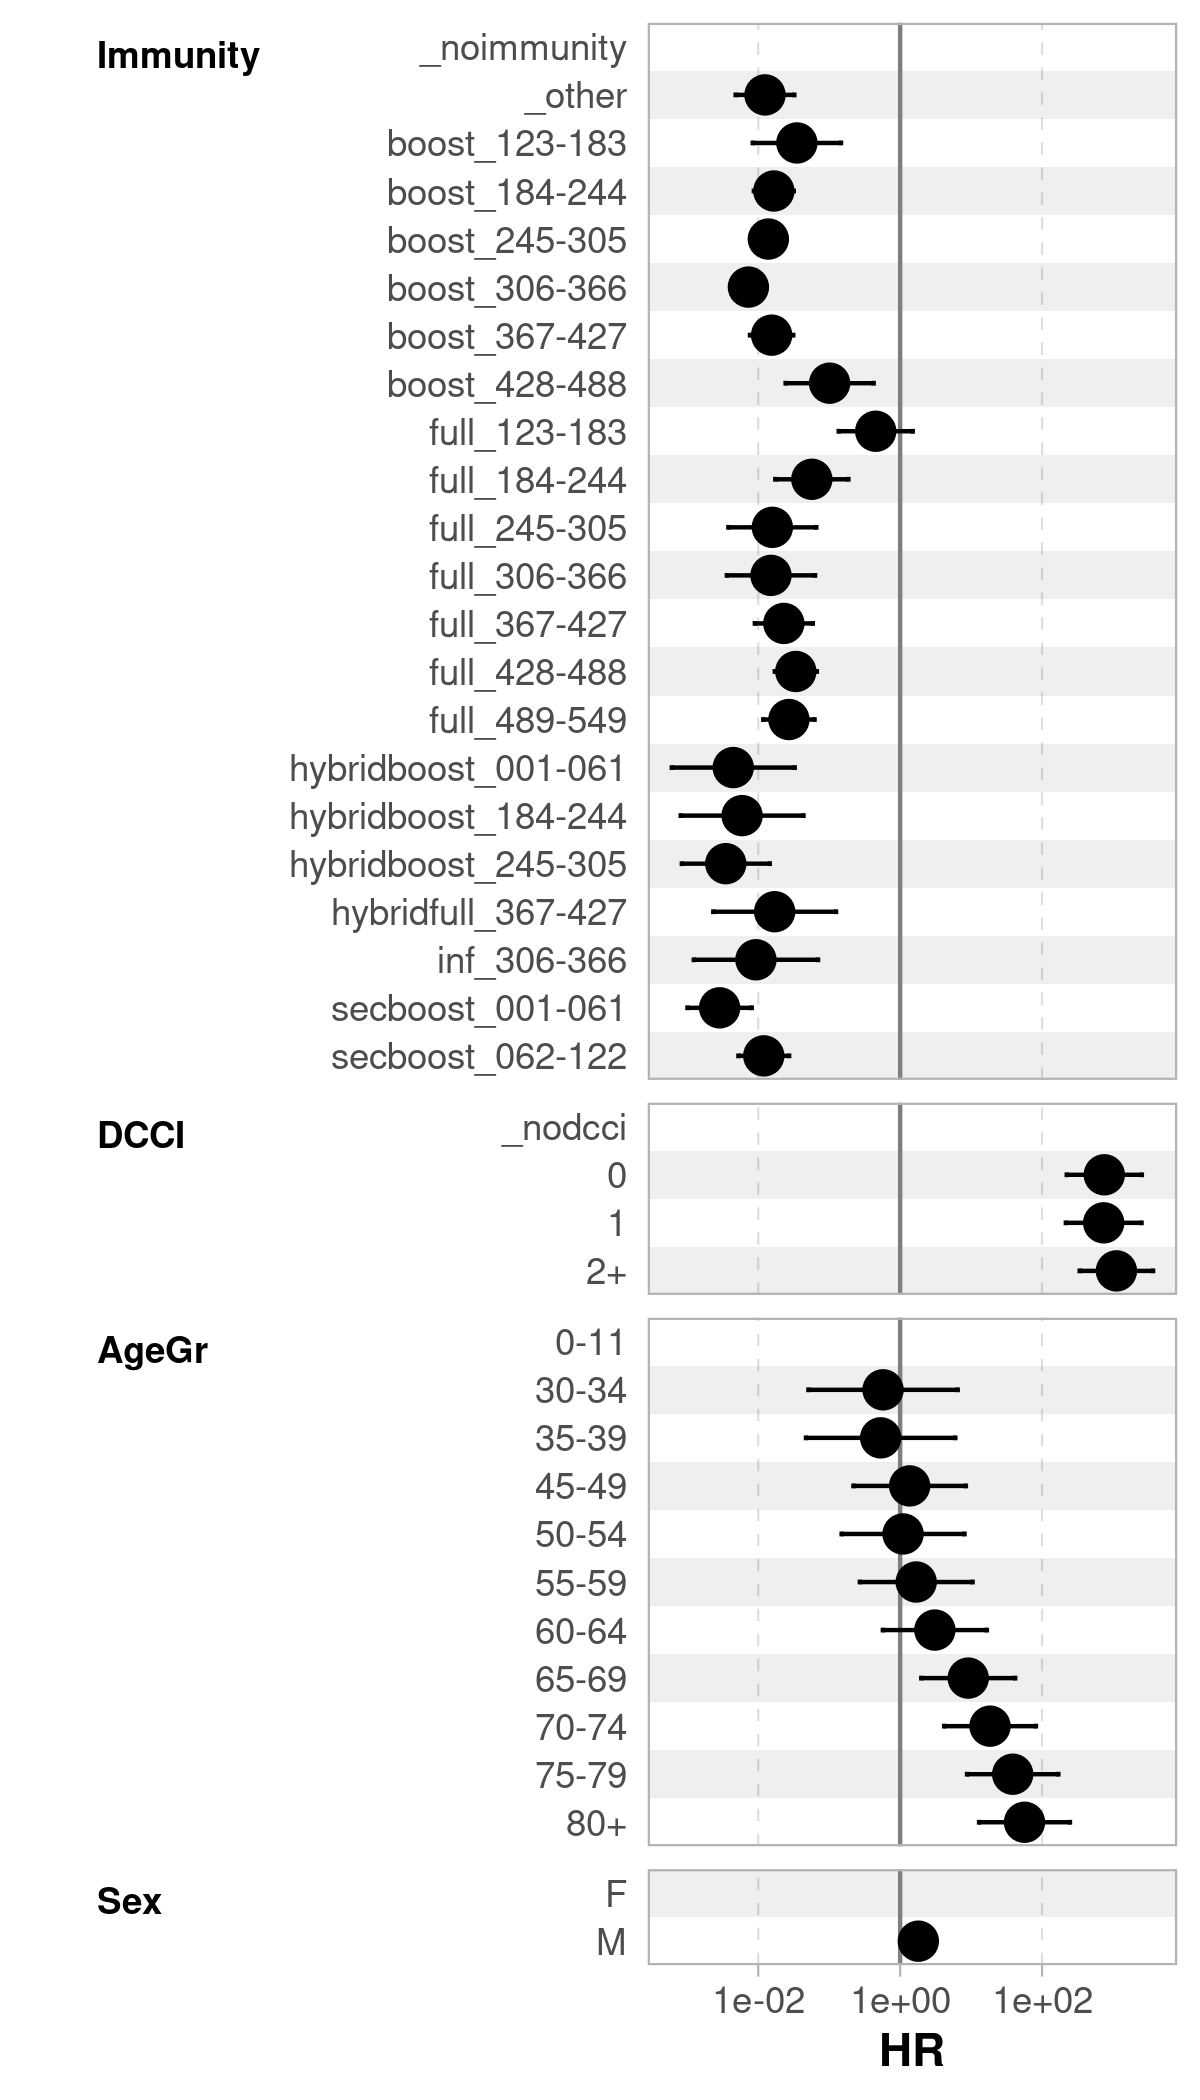 Immunity
_noimmunity
_other
boost_123-183
boost_184-244
boost_245-305
boost_306-366
boost_367-427
boost_428-488
full_123-183
full_184-244
full_245-305
full_306-366
full_367-427
full_428-488
full_489-549
hybridboost_001-061
hybridboost_184-244
hybridboost_245-305
hybridfull_367-427
inf_306-366
secboost_001-061
secboost_062-122
DCCI
_nodcci
0
1
2+
AgeGr
0-11
30-34
35-39
45-49
50-54
55-59
60-64
65-69
70-74
75-79
80+
Sex
F
M
1e-02 1e+00 1e+02
HR